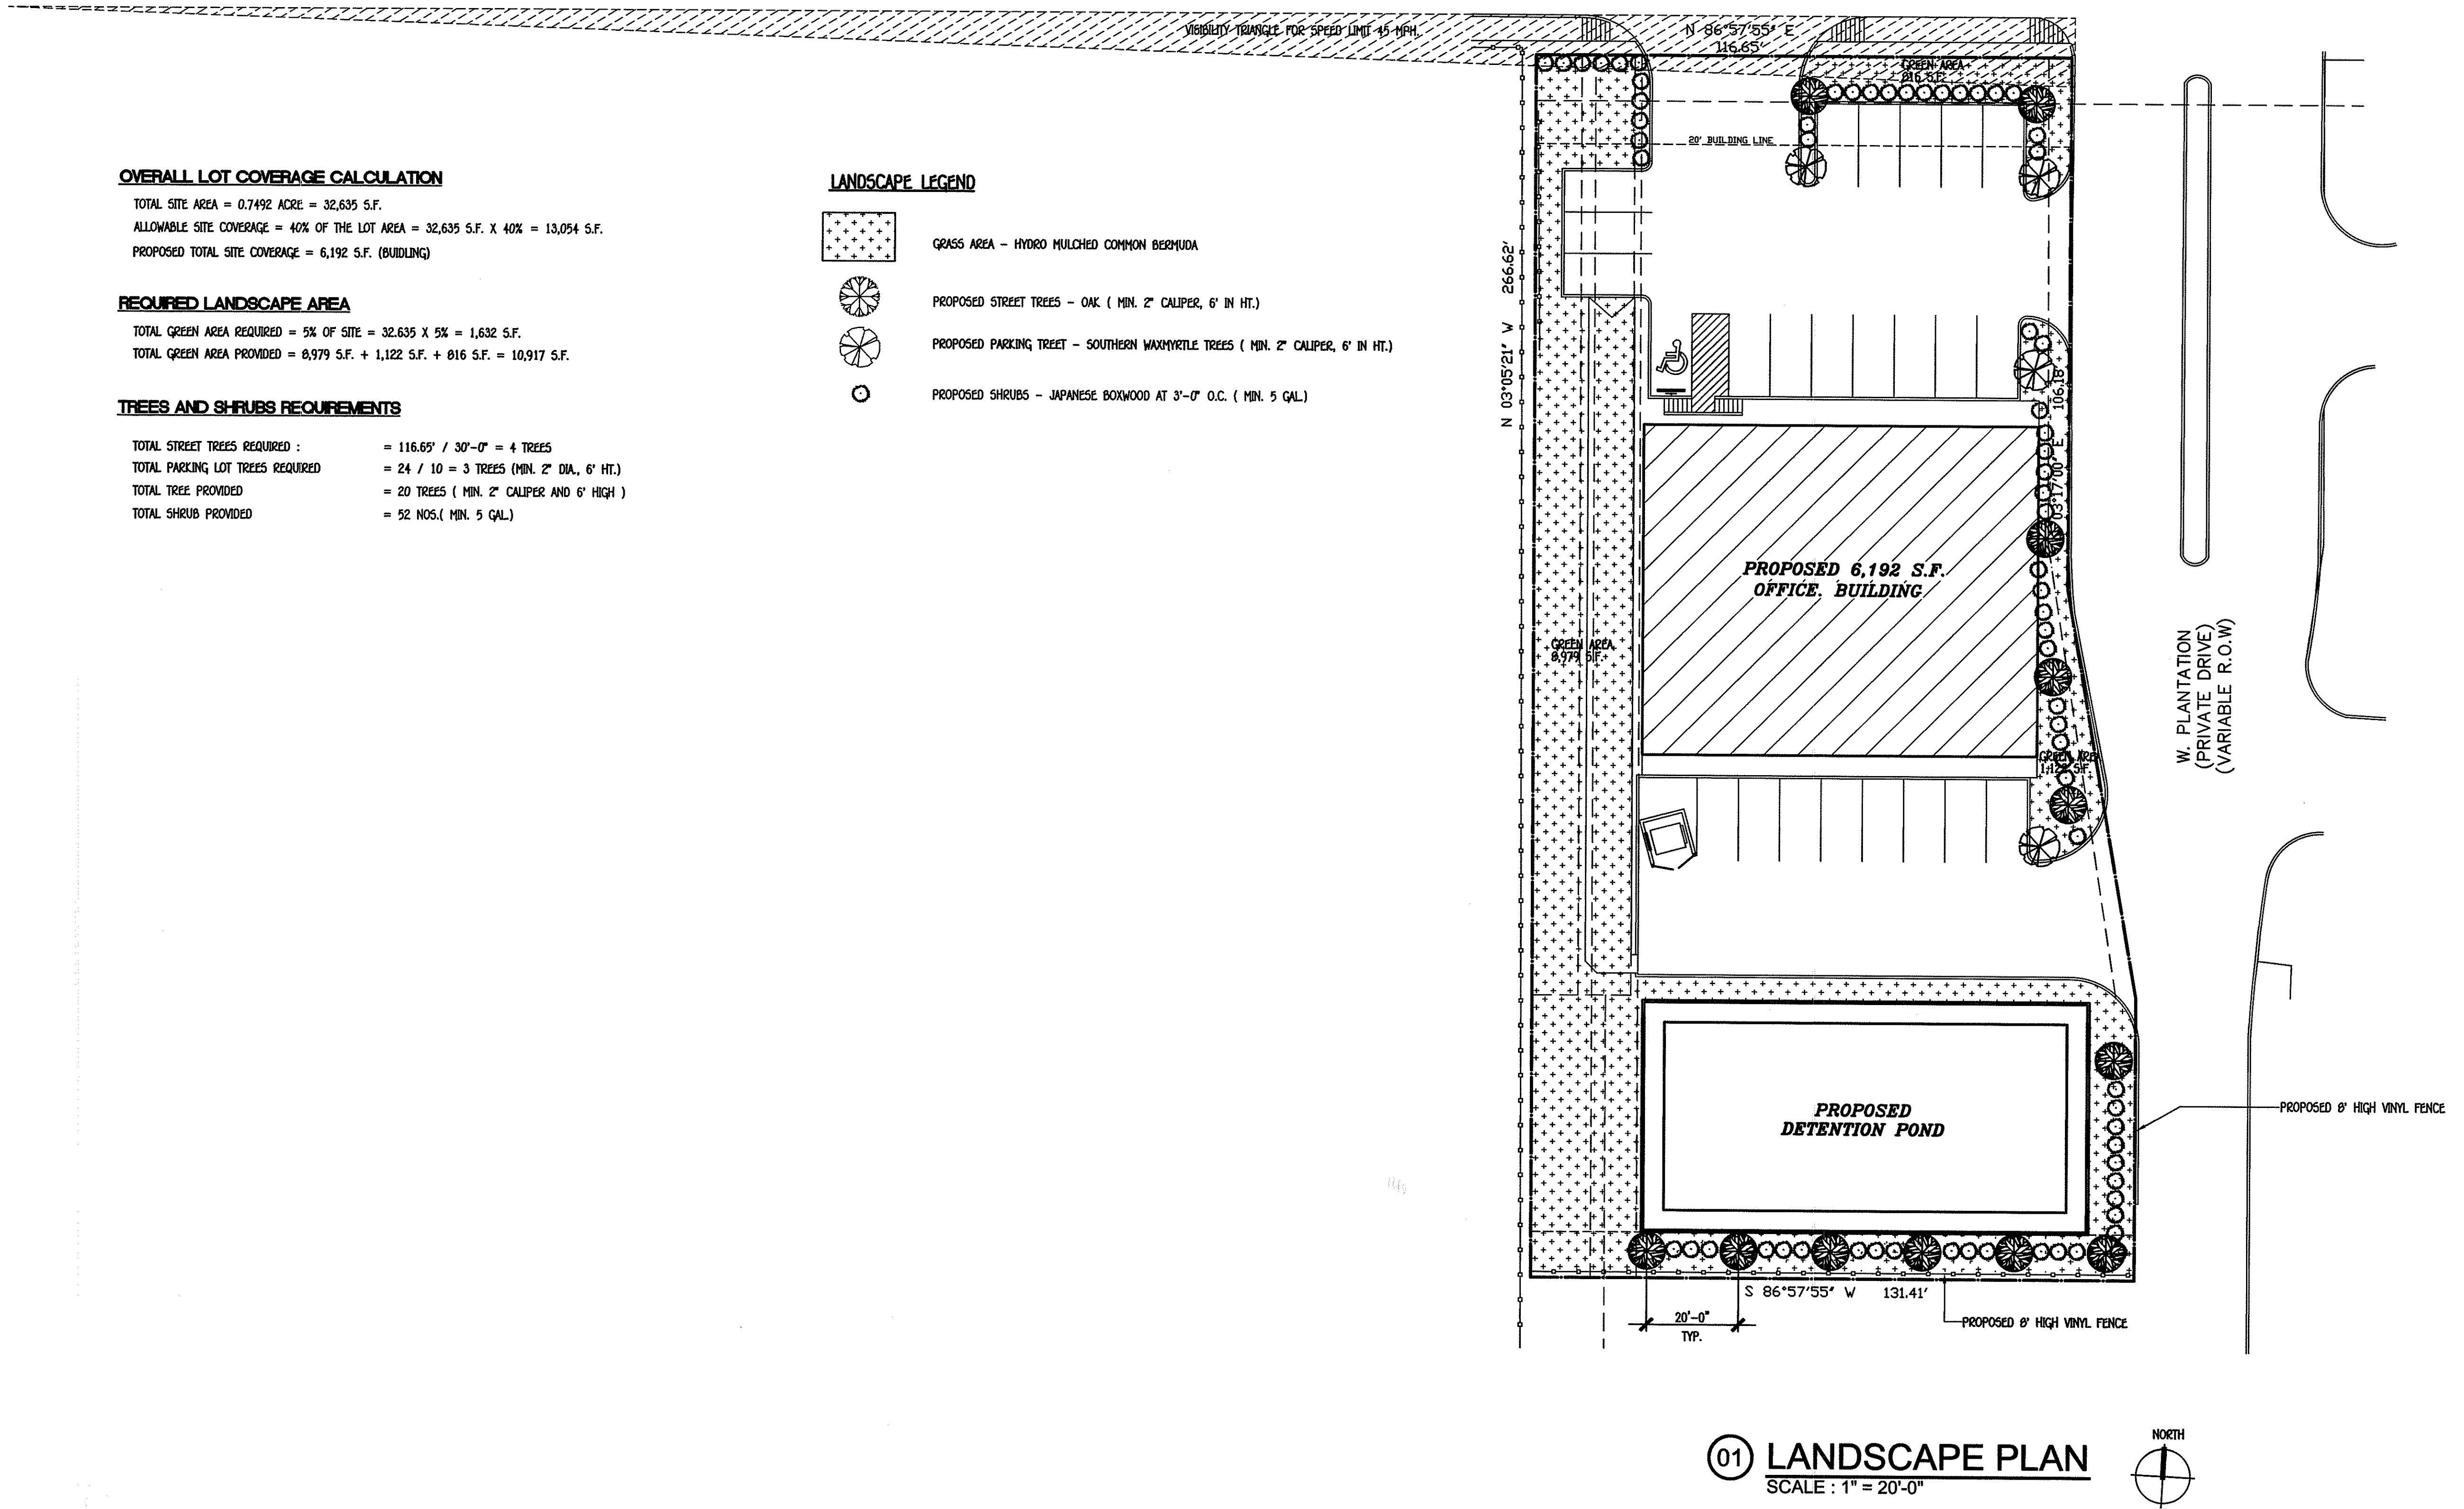 VISIBILITY TRIANGLE FOR SPEED LIMIT 45 MPH.
N 86°57'55" E
116.65'
GREEN AREA
816 S.F.
20' BUILDING LINE
OVERALL LOT COVERAGE CALCULATION
TOTAL SITE AREA = 0.7492 ACRE = 32,635 S.F.
ALLOWABLE SITE COVERAGE = 40% OF THE LOT AREA = 32,635 S.F. X 40% = 13,054 S.F.
PROPOSED TOTAL SITE COVERAGE = 6,192 S.F. (BUIDLING)
REQUIRED LANDSCAPE AREA
TOTAL GREEN AREA REQUIRED = 5% OF SITE = 32.635 X 5% = 1,632 S.F.
TOTAL GREEN AREA PROVIDED = 8,979 S.F. + 1,122 S.F. + 816 S.F. = 10,917 S.F.
TREES AND SHRUBS REQUIREMENTS
TOTAL STREET TREES REQUIRED : = 116.65' / 30'-0" = 4 TREES
TOTAL PARKING LOT TREES REQUIRED = 24 / 10 = 3 TREES (MIN. 2" DIA., 6' HT.)
TOTAL TREE PROVIDED = 20 TREES ( MIN. 2" CALIPER AND 6' HIGH )
TOTAL SHRUB PROVIDED = 52 NOS.( MIN. 5 GAL.)
LANDSCAPE LEGEND
GRASS AREA - HYDRO MULCHED COMMON BERMUDA
PROPOSED STREET TREES - OAK ( MIN. 2" CALIPER, 6' IN HT.)
PROPOSED PARKING TREET - SOUTHERN WAXMYRTLE TREES ( MIN. 2" CALIPER, 6' IN HT.)
PROPOSED SHRUBS - JAPANESE BOXWOOD AT 3'-0" O.C. ( MIN. 5 GAL.)
N 03°05'21" W 266.62'
03°17'00" E 106.18'
PROPOSED 6,192 S.F.
OFFICE. BUILDING
GREEN AREA
8,979 S.F.
GREEN AREA
1,122 S.F.
W. PLANTATION
(PRIVATE DRIVE)
(VARIABLE R.O.W)
PROPOSED
DETENTION POND
PROPOSED 8' HIGH VINYL FENCE
S 86°57'55" W 131.41'
20'-0"
TYP.
PROPOSED 8' HIGH VINYL FENCE
01 LANDSCAPE PLAN
SCALE : 1" = 20'-0"
NORTH